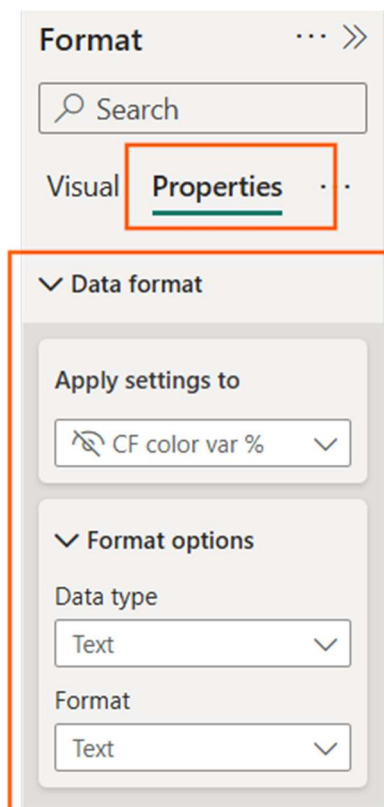 Format
Search
Visual Properties
Data format
Apply settings to
CF color var %
Format options
Data type
Text
Format
Text